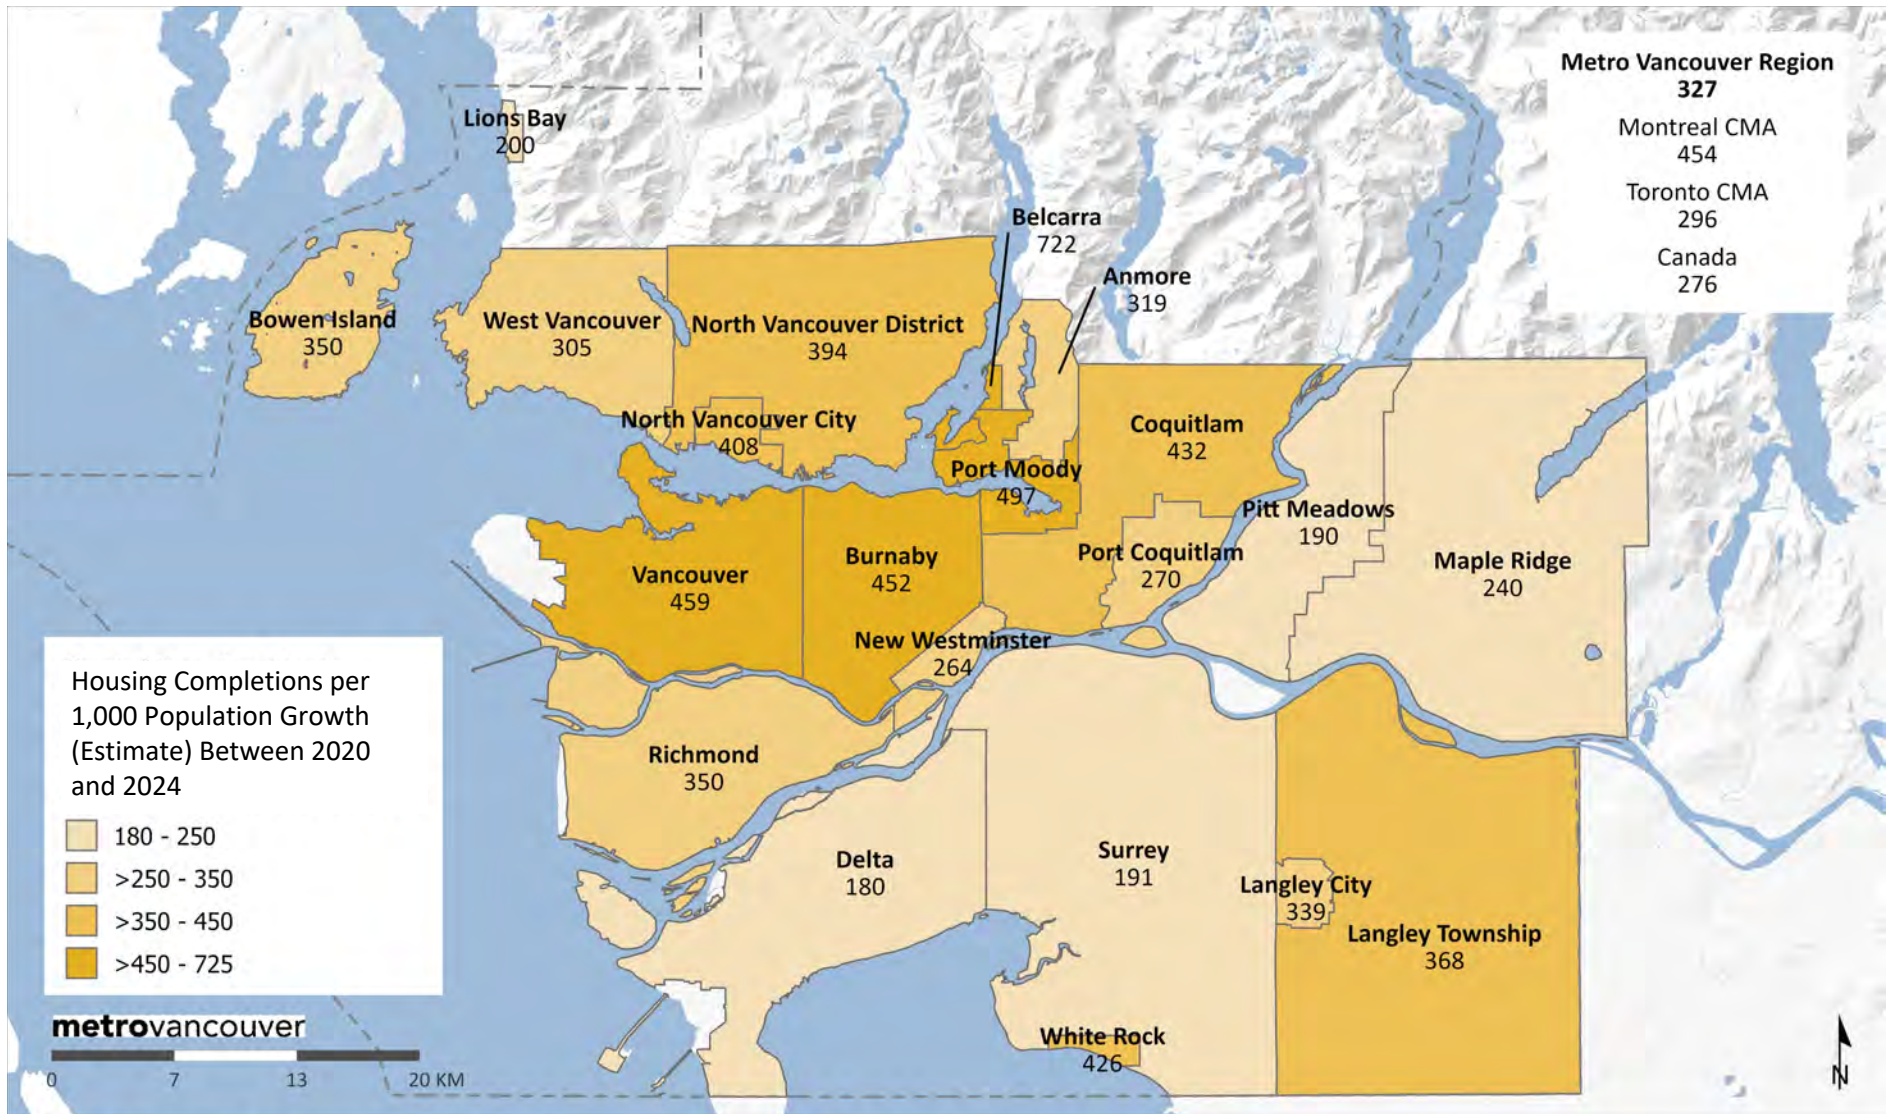 Metro Vancouver Region
327
Montreal CMA
454
Toronto CMA
296
Canada
276
Lions Bay
200
Belcarra
722
Anmore
319
Bowen Island
350
West Vancouver
305
North Vancouver District
394
North Vancouver City
408
Coquitlam
432
Port Moody
497
Pitt Meadows
190
Port Coquitlam
270
Maple Ridge
240
Vancouver
459
Burnaby
452
New Westminster
264
Richmond
350
Delta
180
Surrey
191
Langley City
339
Langley Township
368
White Rock
426
Housing Completions per
1,000 Population Growth
(Estimate) Between 2020
and 2024
180 - 250
>250 - 350
>350 - 450
>450 - 725
metrovancouver
0 7 13 20 KM
N